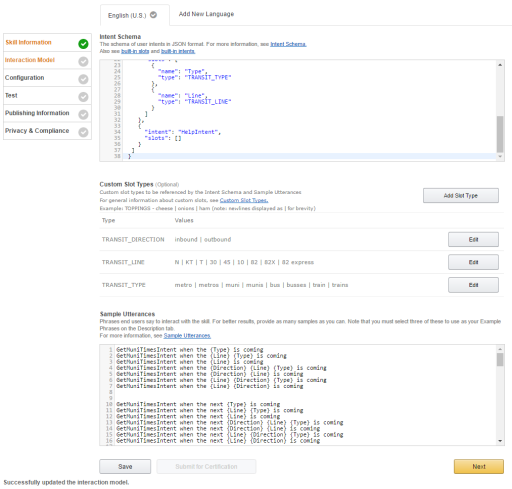 English (U.S.)
Add New Language
Skill Information
Interaction Model
Configuration
Test
Publishing Information
Privacy & Compliance
Intent Schema
The schema of user intents in JSON format. For more information, see Intent Schema.
Also see built-in slots and built-in intents.
23 {
24 "name": "Type",
25 "type": "TRANSIT_TYPE"
26 },
27 {
28 "name": "Line",
29 "type": "TRANSIT_LINE"
30 }
31 ]
32 },
33 {
34 "intent": "HelpIntent",
35 "slots": []
36 }
37 ]
38 }
Custom Slot Types (Optional)
Custom slot types to be referenced by the Intent Schema and Sample Utterances.
For general information about custom slots, see Custom Slot Types.
Example: TOPPINGS - cheese | onions | ham (note: newlines displayed as | for brevity)
Add Slot Type
Type Values
TRANSIT_DIRECTION inbound | outbound Edit
TRANSIT_LINE N | KT | T | 30 | 45 | 10 | 82 | 82X | 82 express Edit
TRANSIT_TYPE metro | metros | muni | munis | bus | busses | train | trains Edit
Sample Utterances
Phrases end users say to interact with the skill. For better results, provide as many samples as you can. Note that you must select three of these to use as your Example
Phrases on the Description tab.
For more information, see Sample Utterances.
1 GetMuniTimesIntent when the {Type} is coming
2 GetMuniTimesIntent when the {Line} {Type} is coming
3 GetMuniTimesIntent when the {Line} is coming
4 GetMuniTimesIntent when the {Direction} {Line} {Type} is coming
5 GetMuniTimesIntent when the {Direction} {Line} is coming
6 GetMuniTimesIntent when the {Line} {Direction} {Type} is coming
7 GetMuniTimesIntent when the {Line} {Direction} is coming
8
9
10 GetMuniTimesIntent when the next {Type} is coming
11 GetMuniTimesIntent when the next {Line} {Type} is coming
12 GetMuniTimesIntent when the next {Line} is coming
13 GetMuniTimesIntent when the next {Direction} {Line} {Type} is coming
14 GetMuniTimesIntent when the next {Direction} {Line} is coming
15 GetMuniTimesIntent when the next {Line} {Direction} {Type} is coming
16 GetMuniTimesIntent when the next {Line} {Direction} is coming
Save
Submit for Certification
Next
Successfully updated the interaction model.